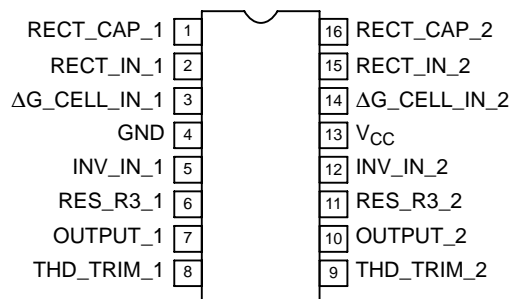 RECT_CAP_1 1 16 RECT_CAP_2
RECT_IN_1 2 15 RECT_IN_2
ΔG_CELL_IN_1 3 14 ΔG_CELL_IN_2
GND 4 13 VCC
INV_IN_1 5 12 INV_IN_2
RES_R3_1 6 11 RES_R3_2
OUTPUT_1 7 10 OUTPUT_2
THD_TRIM_1 8 9 THD_TRIM_2